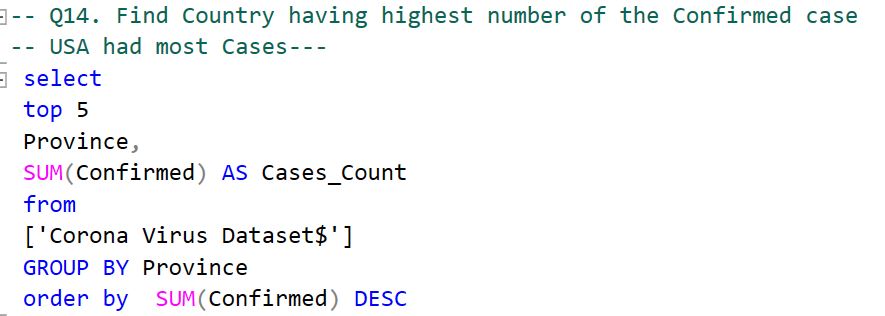 -- Q14. Find Country having highest number of the Confirmed case
-- USA had most Cases---
select
top 5
Province,
SUM(Confirmed) AS Cases_Count
from
['Corona Virus Dataset$']
GROUP BY Province
order by  SUM(Confirmed) DESC